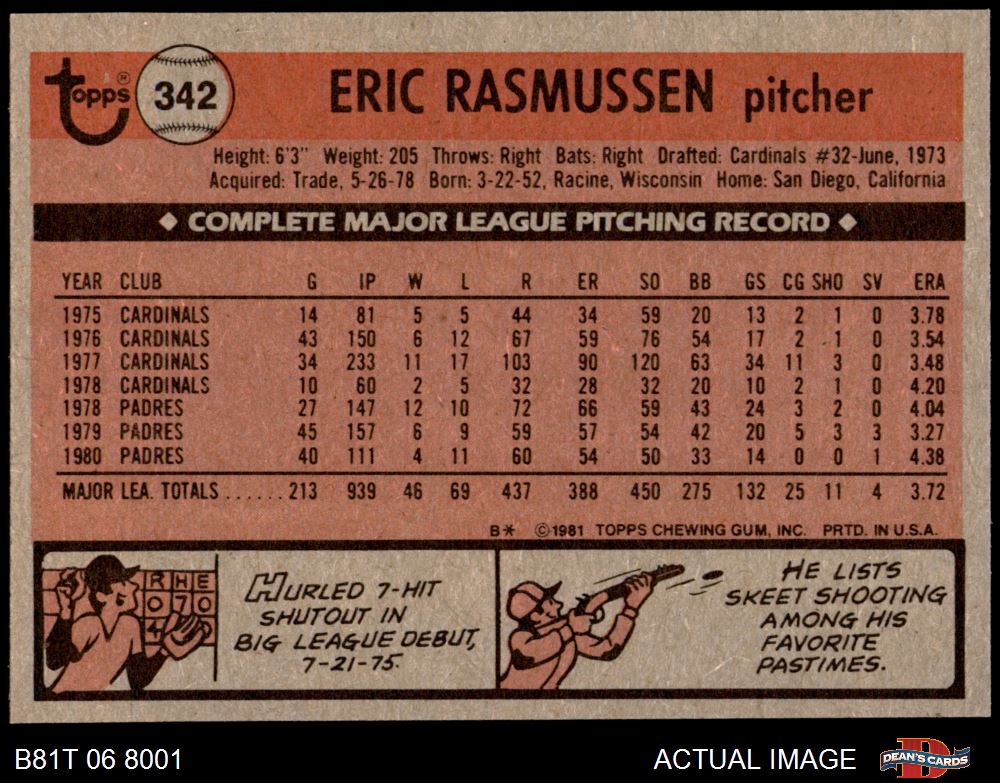 Topps ®
342
ERIC RASMUSSEN pitcher
Height: 6'3" Weight: 205 Throws: Right Bats: Right Drafted: Cardinals #32-June, 1973
Acquired: Trade, 5-26-78 Born: 3-22-52, Racine, Wisconsin Home: San Diego, California
◆ COMPLETE MAJOR LEAGUE PITCHING RECORD ◆
YEAR CLUB G IP W L R ER SO BB GS CG SHO SV ERA
1975 CARDINALS 14 81 5 5 44 34 59 20 13 2 1 0 3.78
1976 CARDINALS 43 150 6 12 67 59 76 54 17 2 1 0 3.54
1977 CARDINALS 34 233 11 17 103 90 120 63 34 11 3 0 3.48
1978 CARDINALS 10 60 2 5 32 28 32 20 10 2 1 0 4.20
1978 PADRES 27 147 12 10 72 66 59 43 24 3 2 0 4.04
1979 PADRES 45 157 6 9 59 57 54 42 20 5 3 3 3.27
1980 PADRES 40 111 4 11 60 54 50 33 14 0 0 1 4.38
MAJOR LEA. TOTALS ...... 213 939 46 69 437 388 450 275 132 25 11 4 3.72
B* ©1981 TOPPS CHEWING GUM, INC. PRTD. IN U.S.A.
R H E
0 7 0
4
HURLED 7-HIT
SHUTOUT IN
BIG LEAGUE DEBUT,
7-21-75.
HE LISTS
SKEET SHOOTING
AMONG HIS
FAVORITE
PASTIMES.
B81T 06 8001
ACTUAL IMAGE
D
DEAN'S CARDS